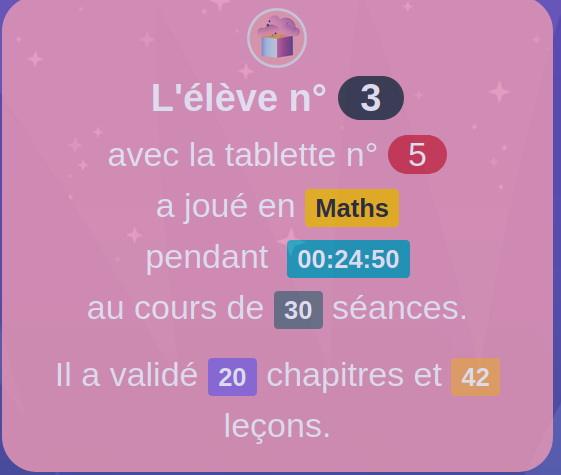 L'élève n° 3
avec la tablette n° 5
a joué en Maths
pendant 00:24:50
au cours de 30 séances.
Il a validé 20 chapitres et 42
leçons.